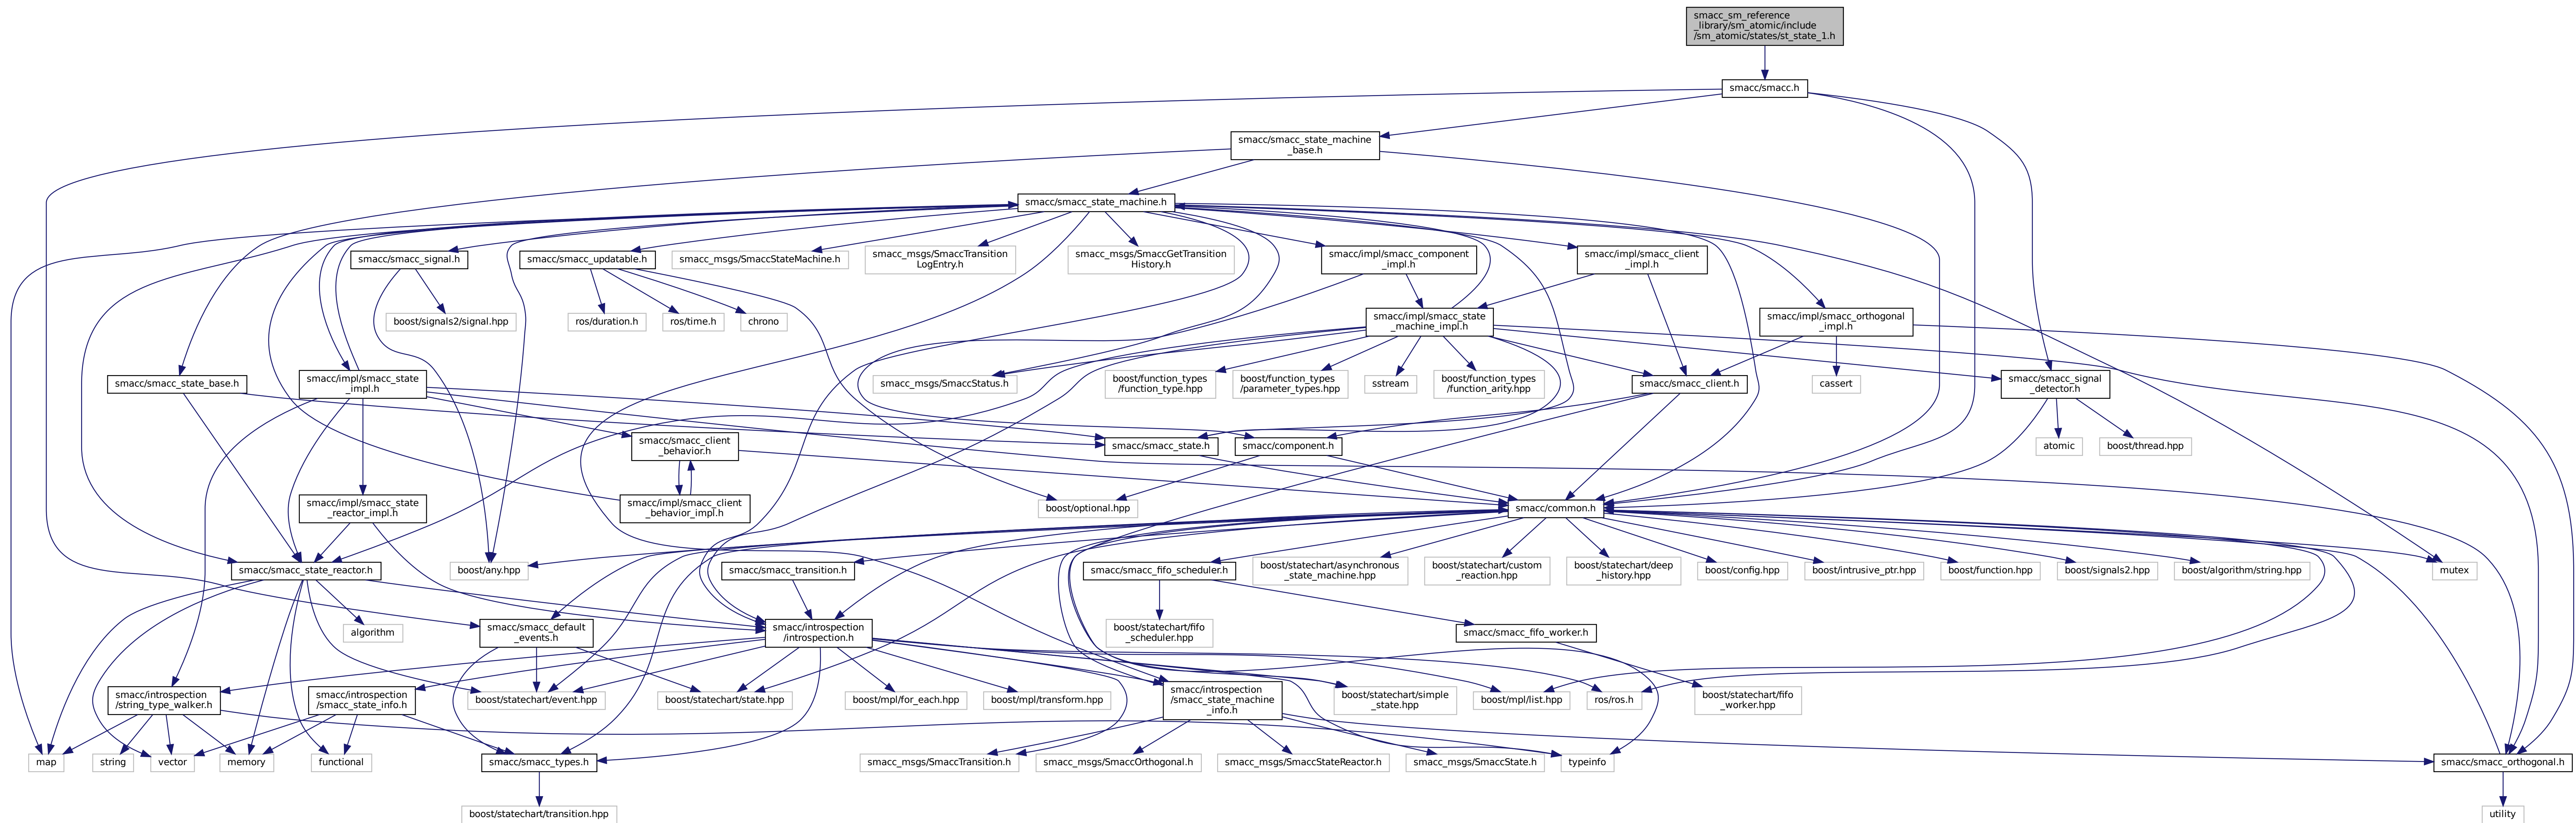 smacc_sm_reference
_library/sm_atomic/include
/sm_atomic/states/st_state_1.h
smacc/smacc.h
smacc/smacc_state_machine
_base.h
smacc/smacc_state_machine.h
smacc/smacc_signal.h
smacc/smacc_updatable.h
smacc_msgs/SmaccStateMachine.h
smacc_msgs/SmaccTransition
LogEntry.h
smacc_msgs/SmaccGetTransition
History.h
smacc/impl/smacc_component
_impl.h
smacc/impl/smacc_client
_impl.h
boost/signals2/signal.hpp
ros/duration.h
ros/time.h
chrono
smacc/impl/smacc_state
_machine_impl.h
smacc/impl/smacc_orthogonal
_impl.h
smacc/smacc_state_base.h
smacc/impl/smacc_state
_impl.h
smacc_msgs/SmaccStatus.h
boost/function_types
/function_type.hpp
boost/function_types
/parameter_types.hpp
sstream
boost/function_types
/function_arity.hpp
smacc/smacc_client.h
cassert
smacc/smacc_signal
_detector.h
smacc/smacc_client
_behavior.h
smacc/smacc_state.h
smacc/component.h
atomic
boost/thread.hpp
smacc/impl/smacc_state
_reactor_impl.h
smacc/impl/smacc_client
_behavior_impl.h
boost/optional.hpp
smacc/common.h
smacc/smacc_state_reactor.h
boost/any.hpp
smacc/smacc_transition.h
smacc/smacc_fifo_scheduler.h
boost/statechart/asynchronous
_state_machine.hpp
boost/statechart/custom
_reaction.hpp
boost/statechart/deep
_history.hpp
boost/config.hpp
boost/intrusive_ptr.hpp
boost/function.hpp
boost/signals2.hpp
boost/algorithm/string.hpp
mutex
algorithm
smacc/smacc_default
_events.h
smacc/introspection
/introspection.h
boost/statechart/fifo
_scheduler.hpp
smacc/smacc_fifo_worker.h
smacc/introspection
/string_type_walker.h
smacc/introspection
/smacc_state_info.h
boost/statechart/event.hpp
boost/statechart/state.hpp
boost/mpl/for_each.hpp
boost/mpl/transform.hpp
smacc/introspection
/smacc_state_machine
_info.h
boost/statechart/simple
_state.hpp
boost/mpl/list.hpp
ros/ros.h
boost/statechart/fifo
_worker.hpp
map
string
vector
memory
functional
smacc/smacc_types.h
smacc_msgs/SmaccTransition.h
smacc_msgs/SmaccOrthogonal.h
smacc_msgs/SmaccStateReactor.h
smacc_msgs/SmaccState.h
typeinfo
smacc/smacc_orthogonal.h
boost/statechart/transition.hpp
utility